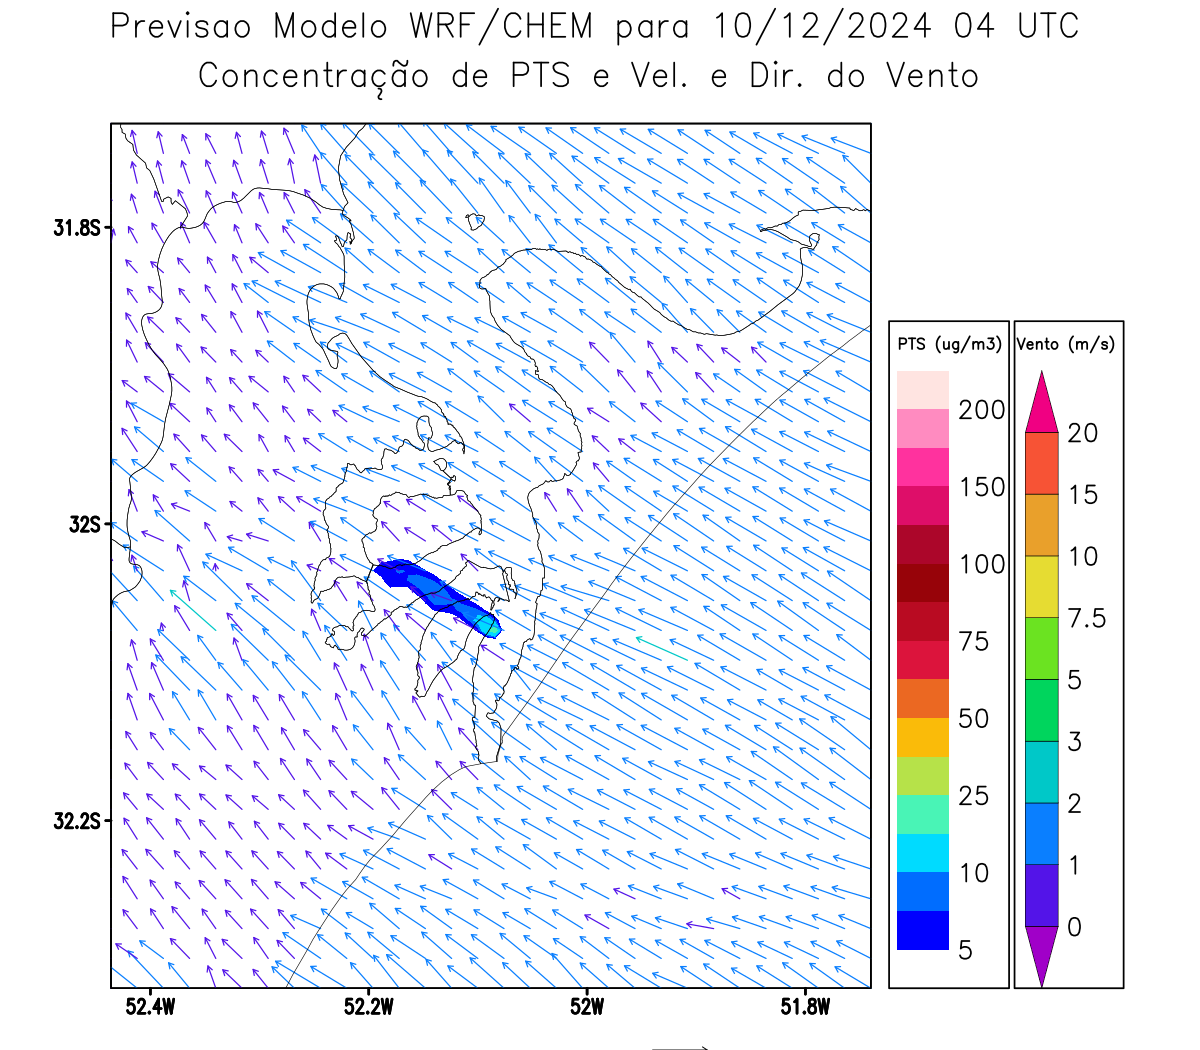 Previsao Modelo WRF/CHEM para 10/12/2024 04 UTC
Concentração de PTS e Vel. e Dir. do Vento
31.8S
32S
32.2S
52.4W 52.2W 52W 51.8W
PTS (ug/m3)
200
150
100
75
50
25
10
5
Vento (m/s)
20
15
10
7.5
5
3
2
1
0